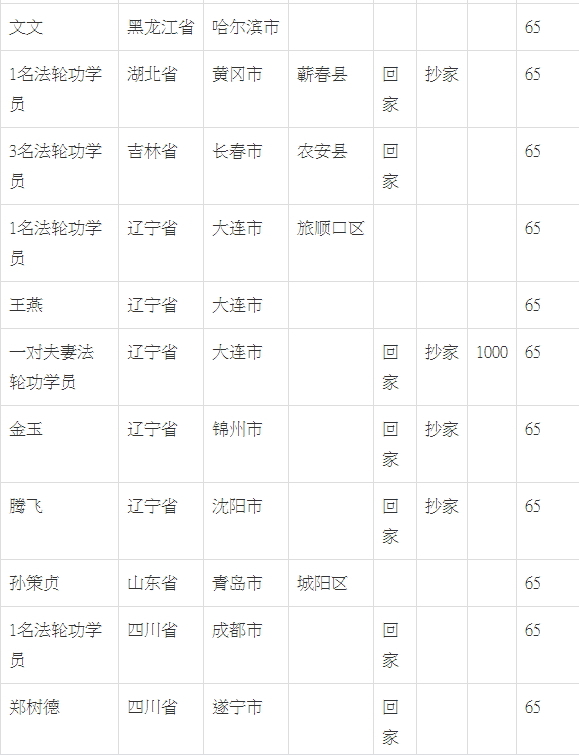 文文 黑龙江省 哈尔滨市 65
1名法轮功学 湖北省 黄冈市 蕲春县 回 抄家 65
员 家
3名法轮功学 吉林省 长春市 农安县 回 65
员 家
1名法轮功学 辽宁省 大连市 旅顺口区 65
员
王燕 辽宁省 大连市 65
一对夫妻法 辽宁省 大连市 回 抄家 1000 65
轮功学员 家
金玉 辽宁省 锦州市 回 抄家 65
家
腾飞 辽宁省 沈阳市 回 抄家 65
家
孙策贞 山东省 青岛市 城阳区 65
1名法轮功学 四川省 成都市 回 65
员 家
郑树德 四川省 遂宁市 回 65
家